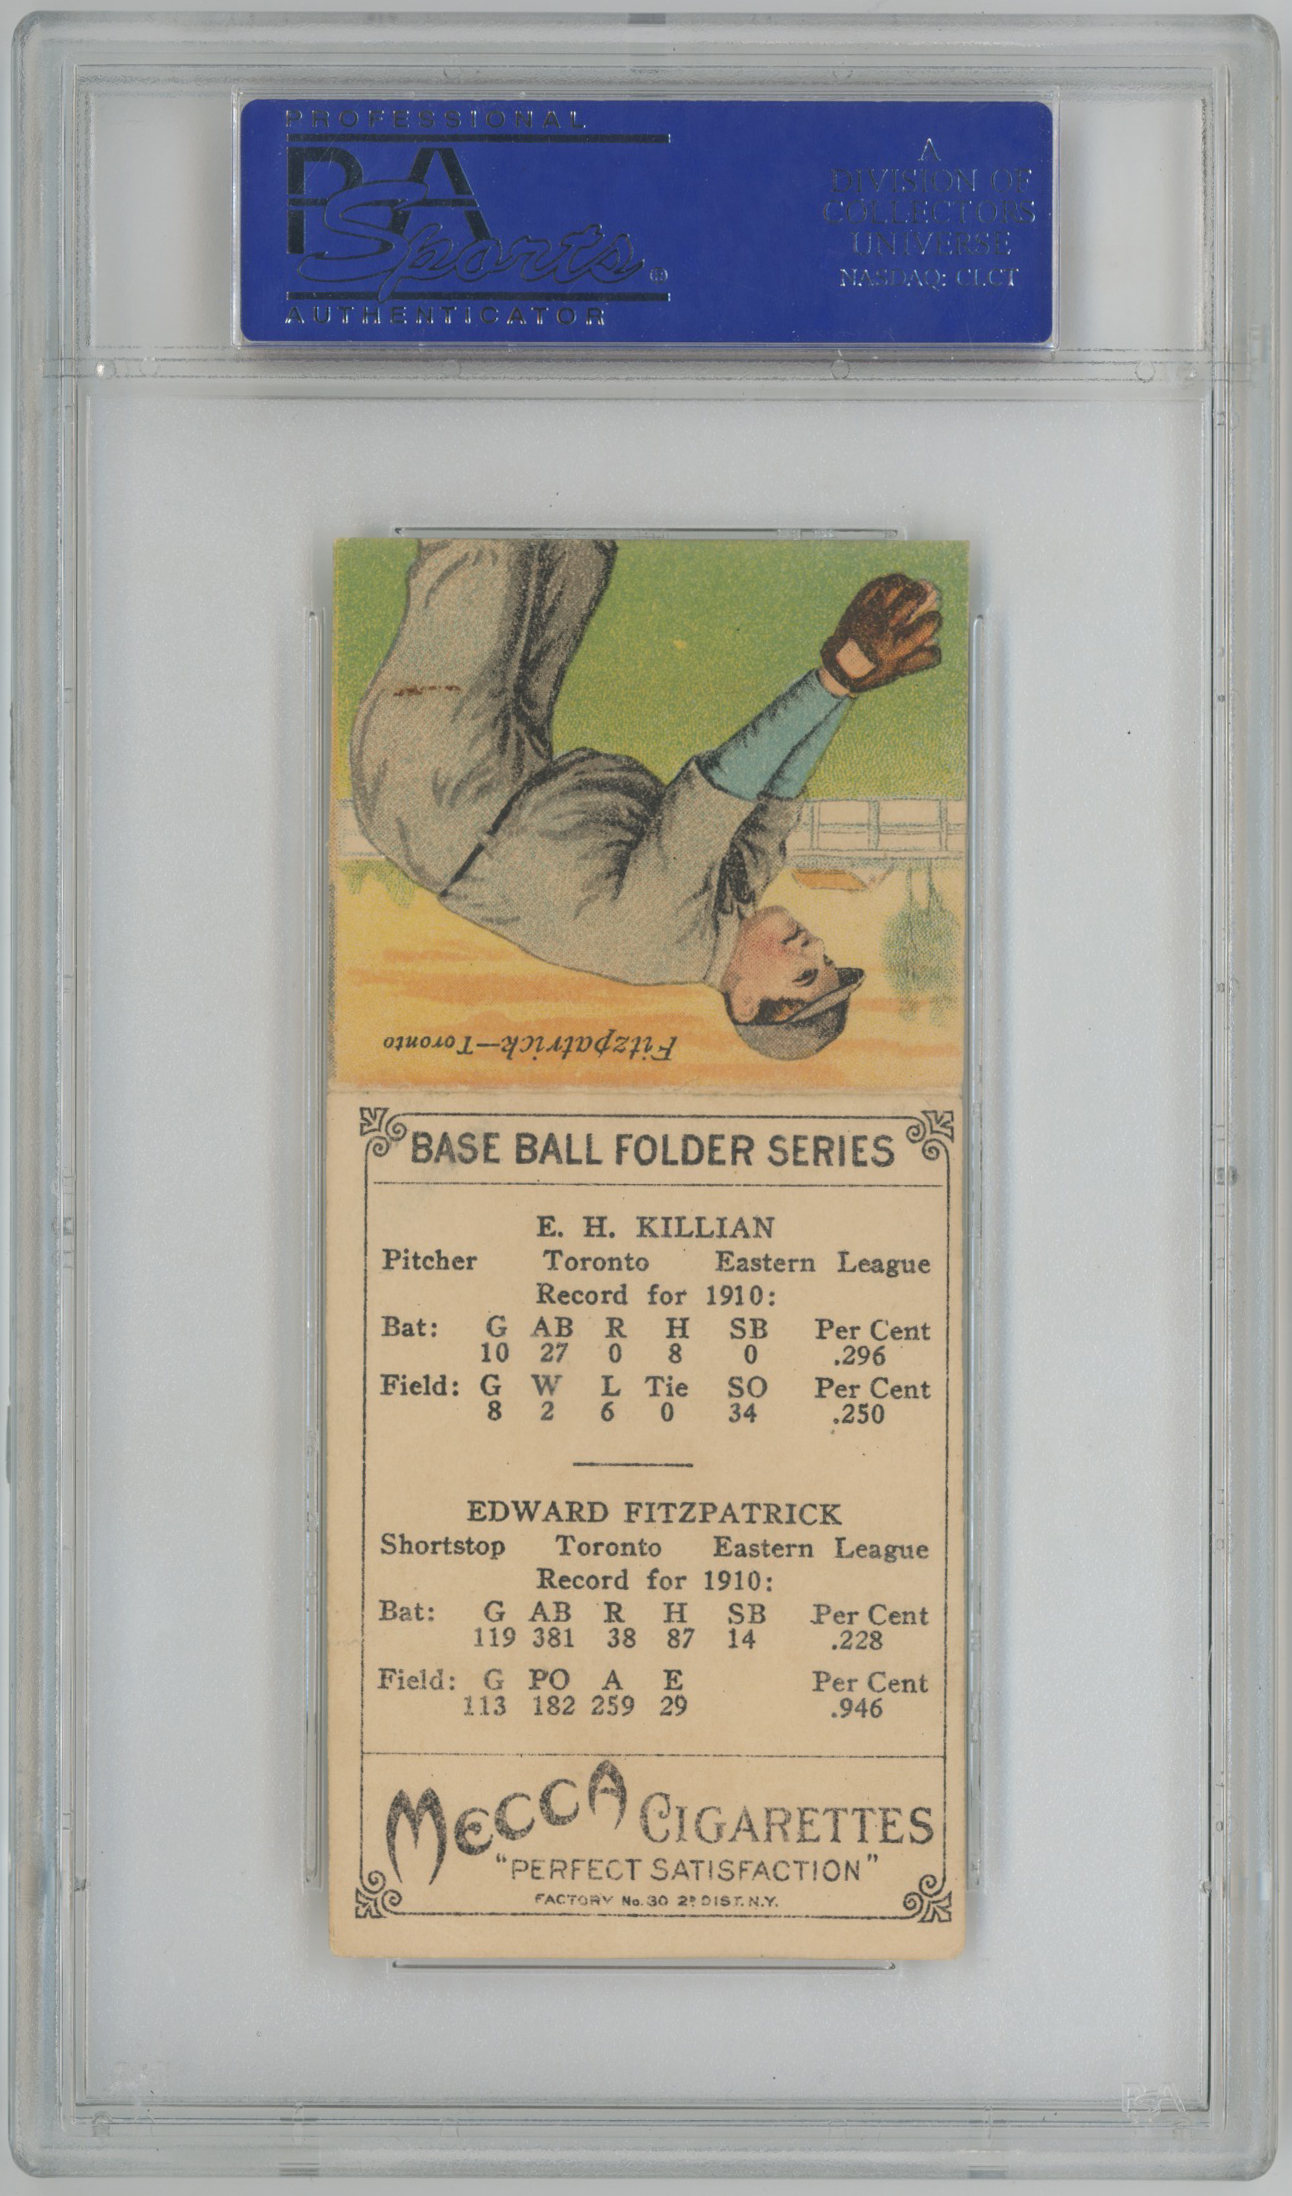 PROFESSIONAL
PSA
Sports®
AUTHENTICATOR
A
DIVISION OF
COLLECTORS
UNIVERSE
NASDAQ: CLCT
Fitzpatrick—Toronto
BASE BALL FOLDER SERIES
E. H. KILLIAN
Pitcher Toronto Eastern League
Record for 1910:
Bat: G AB R H SB Per Cent
10 27 0 8 0 .296
Field: G W L Tie SO Per Cent
8 2 6 0 34 .250
EDWARD FITZPATRICK
Shortstop Toronto Eastern League
Record for 1910:
Bat: G AB R H SB Per Cent
119 381 38 87 14 .228
Field: G PO A E Per Cent
113 182 259 29 .946
MECCA CIGARETTES
"PERFECT SATISFACTION"
FACTORY No. 30 2ᴰ DIST. N.Y.
PSA